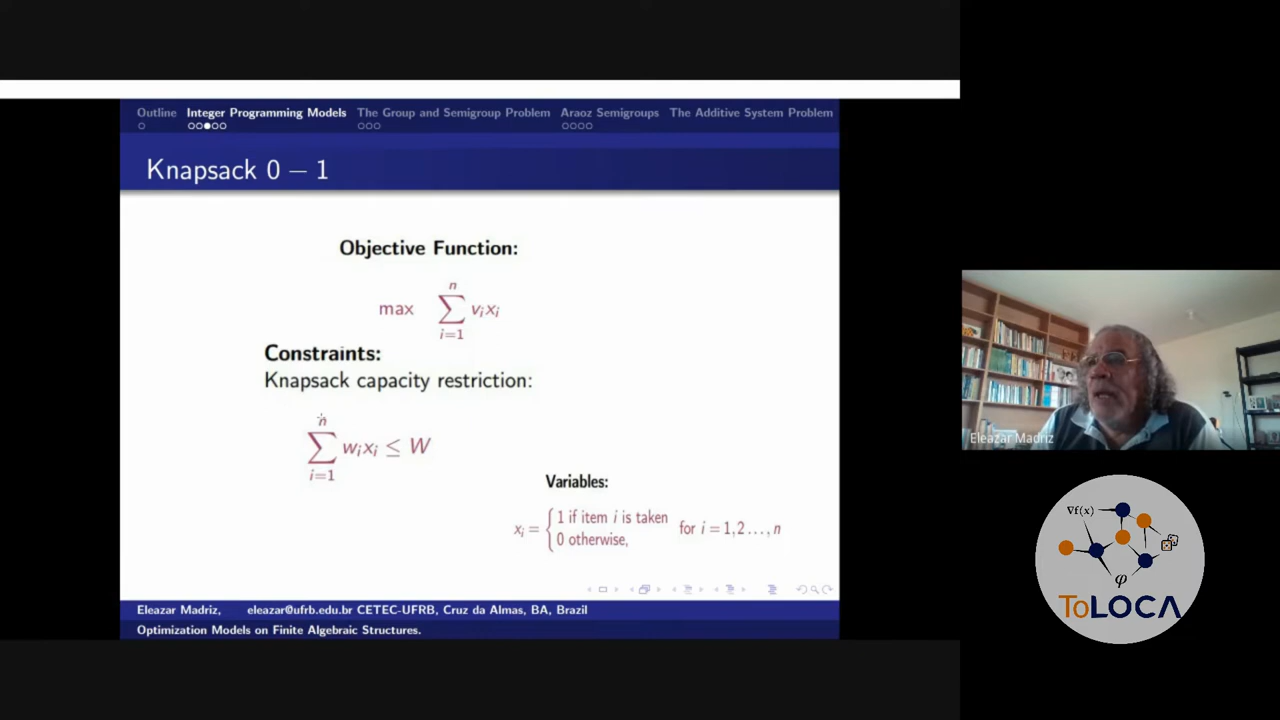 Outline Integer Programming Models The Group and Semigroup Problem Araoz Semigroups The Additive System Problem
Knapsack 0 − 1
Objective Function:
max ∑_{i=1}^{n} v_i x_i
Constraints:
Knapsack capacity restriction:
∑_{i=1}^{n} w_i x_i ≤ W
Variables:
x_i = { 1 if item i is taken
0 otherwise,
for i = 1, 2 ..., n
Eleazar Madriz, eleazar@ufrb.edu.br CETEC-UFRB, Cruz da Almas, BA, Brazil
Optimization Models on Finite Algebraic Structures.
Eleazar Madriz
∇f(x)
φ
ToLOCA